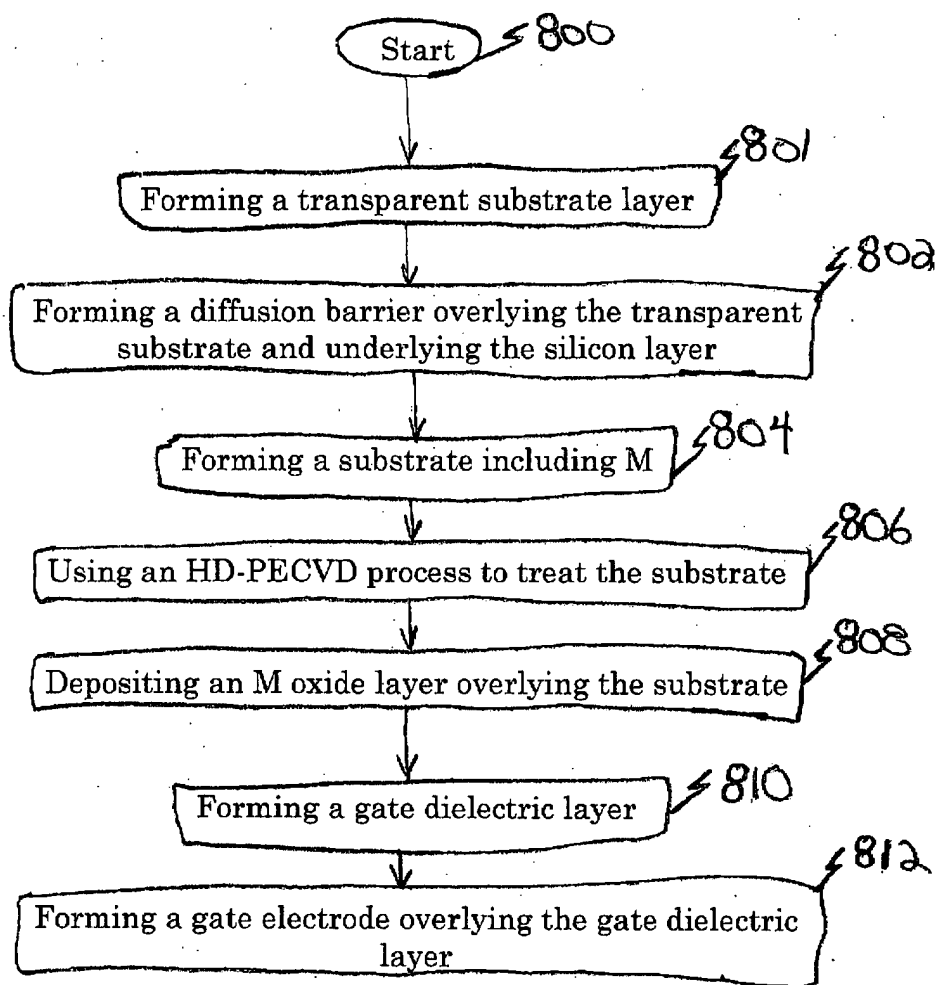 Start 800
801
Forming a transparent substrate layer
802
Forming a diffusion barrier overlying the transparent
substrate and underlying the silicon layer
804
Forming a substrate including M
806
Using an HD-PECVD process to treat the substrate
808
Depositing an M oxide layer overlying the substrate
810
Forming a gate dielectric layer
812
Forming a gate electrode overlying the gate dielectric
layer